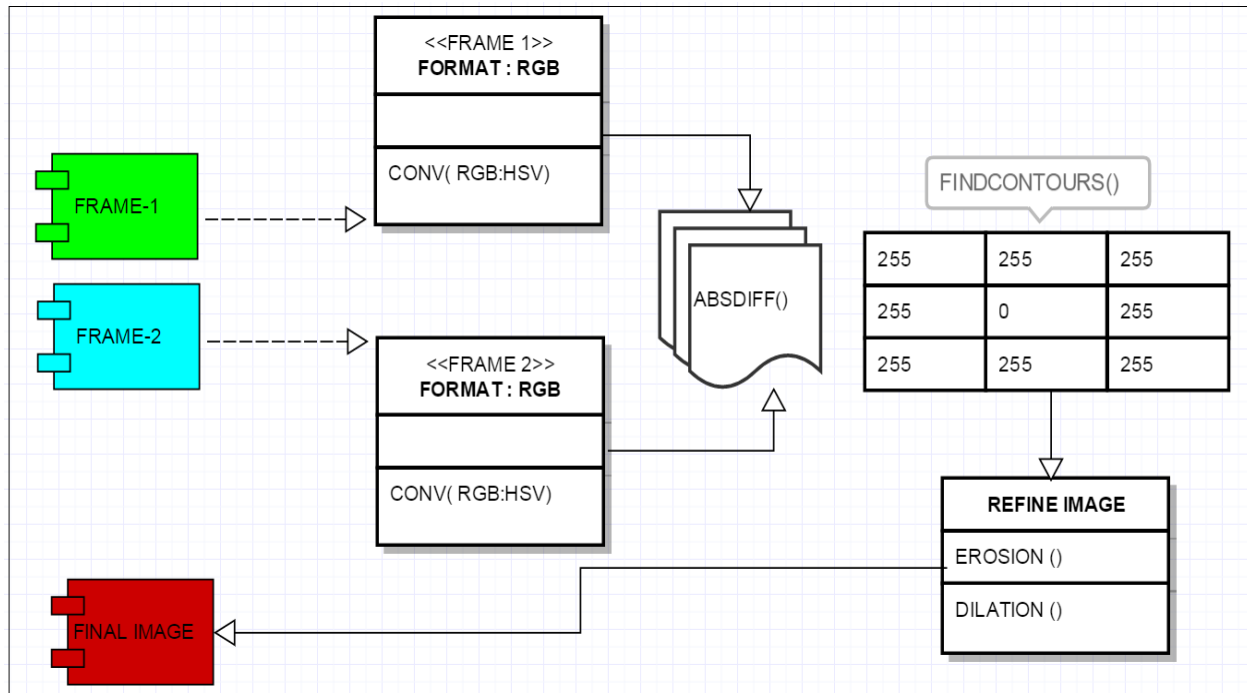 <<FRAME 1>>
FORMAT : RGB
CONV( RGB:HSV)
FRAME-1
FRAME-2
<<FRAME 2>>
FORMAT : RGB
CONV( RGB:HSV)
ABSDIFF()
FINDCONTOURS()
255 255 255
255 0 255
255 255 255
REFINE IMAGE
EROSION ()
DILATION ()
FINAL IMAGE